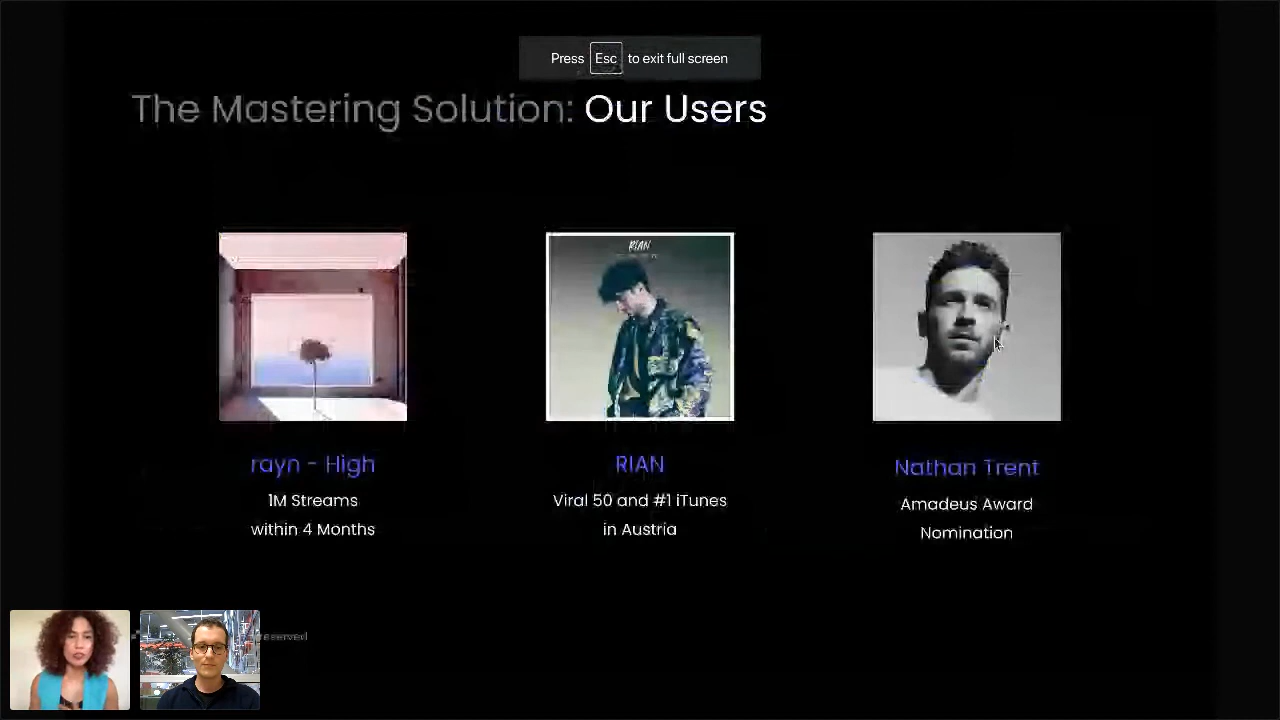 Press Esc to exit full screen
The Mastering Solution: Our Users
RIAN
rayn - High
1M Streams
within 4 Months
RIAN
Viral 50 and #1 iTunes
in Austria
Nathan Trent
Amadeus Award
Nomination
reserved